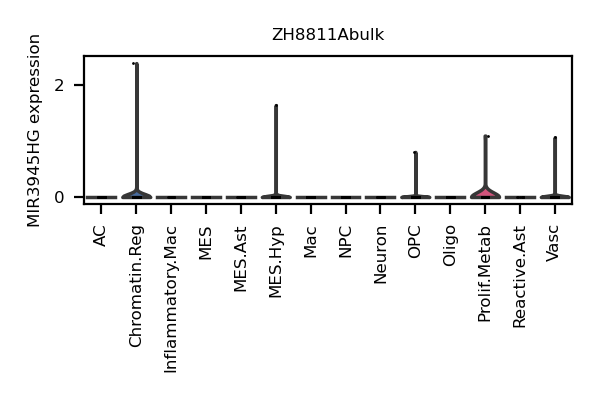 ZH8811Abulk
MIR3945HG expression
2
0
AC
Chromatin.Reg
Inflammatory.Mac
MES
MES.Ast
MES.Hyp
Mac
NPC
Neuron
OPC
Oligo
Prolif.Metab
Reactive.Ast
Vasc